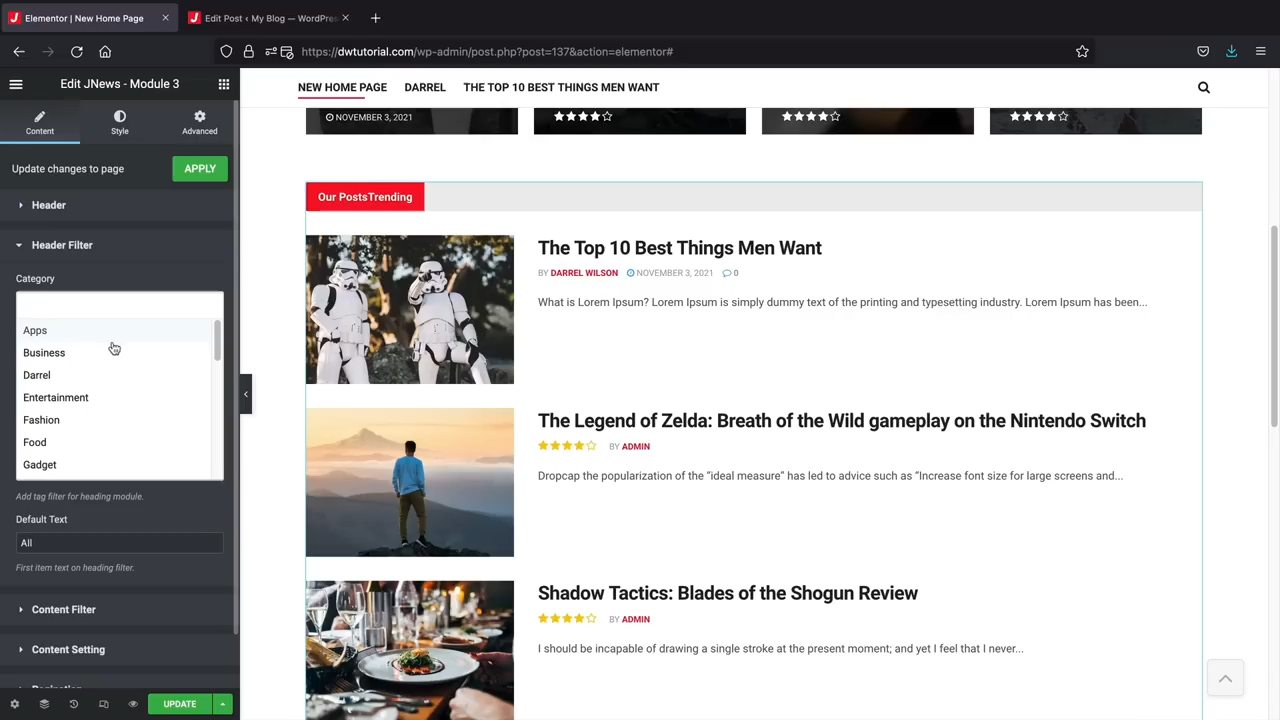 Elementor | New Home Page
Edit Post ‹ My Blog — WordPres
https://dwtutorial.com/wp-admin/post.php?post=137&action=elementor#
Edit JNews - Module 3
Content
Style
Advanced
Update changes to page
APPLY
Header
Header Filter
Category
Apps
Business
Darrel
Entertainment
Fashion
Food
Gadget
Add tag filter for heading module.
Default Text
All
First item text on heading filter.
Content Filter
Content Setting
UPDATE
NEW HOME PAGE
DARREL
THE TOP 10 BEST THINGS MEN WANT
NOVEMBER 3, 2021
Our PostsTrending
The Top 10 Best Things Men Want
BY DARREL WILSON NOVEMBER 3, 2021 0
What is Lorem Ipsum? Lorem Ipsum is simply dummy text of the printing and typesetting industry. Lorem Ipsum has been...
The Legend of Zelda: Breath of the Wild gameplay on the Nintendo Switch
BY ADMIN
Dropcap the popularization of the “ideal measure” has led to advice such as “Increase font size for large screens and...
Shadow Tactics: Blades of the Shogun Review
BY ADMIN
I should be incapable of drawing a single stroke at the present moment; and yet I feel that I never...